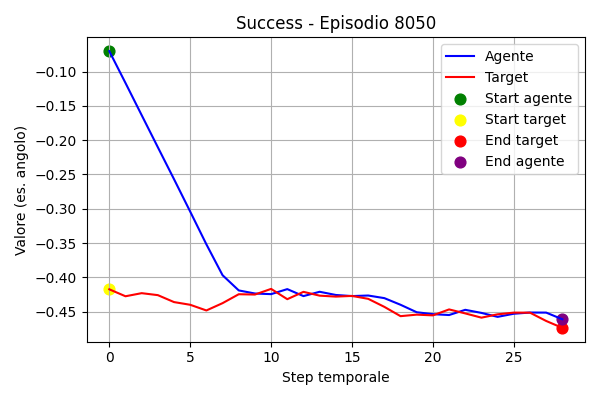 Success - Episodio 8050
Valore (es. angolo)
−0.10
−0.15
−0.20
−0.25
−0.30
−0.35
−0.40
−0.45
Agente
Target
Start agente
Start target
End target
End agente
0 5 10 15 20 25
Step temporale